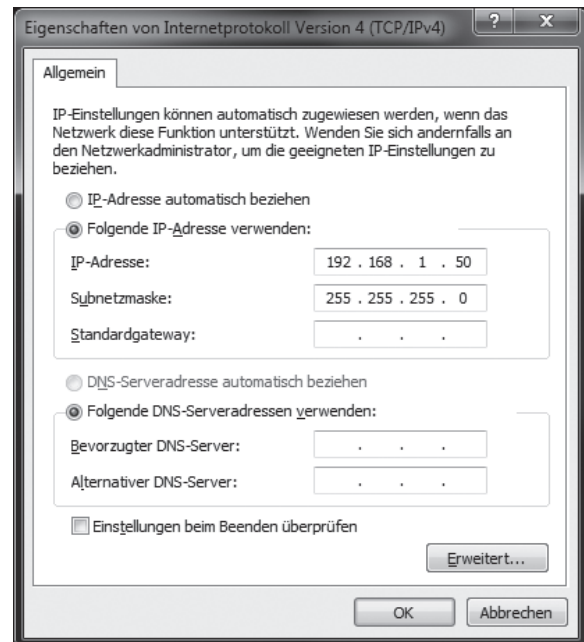 Eigenschaften von Internetprotokoll Version 4 (TCP/IPv4)
? X
Allgemein
IP-Einstellungen können automatisch zugewiesen werden, wenn das
Netzwerk diese Funktion unterstützt. Wenden Sie sich andernfalls an
den Netzwerkadministrator, um die geeigneten IP-Einstellungen zu
beziehen.
IP-Adresse automatisch beziehen
Folgende IP-Adresse verwenden:
IP-Adresse: 192 . 168 . 1 . 50
Subnetzmaske: 255 . 255 . 255 . 0
Standardgateway: . . .
DNS-Serveradresse automatisch beziehen
Folgende DNS-Serveradressen verwenden:
Bevorzugter DNS-Server: . . .
Alternativer DNS-Server: . . .
Einstellungen beim Beenden überprüfen
Erweitert...
OK Abbrechen